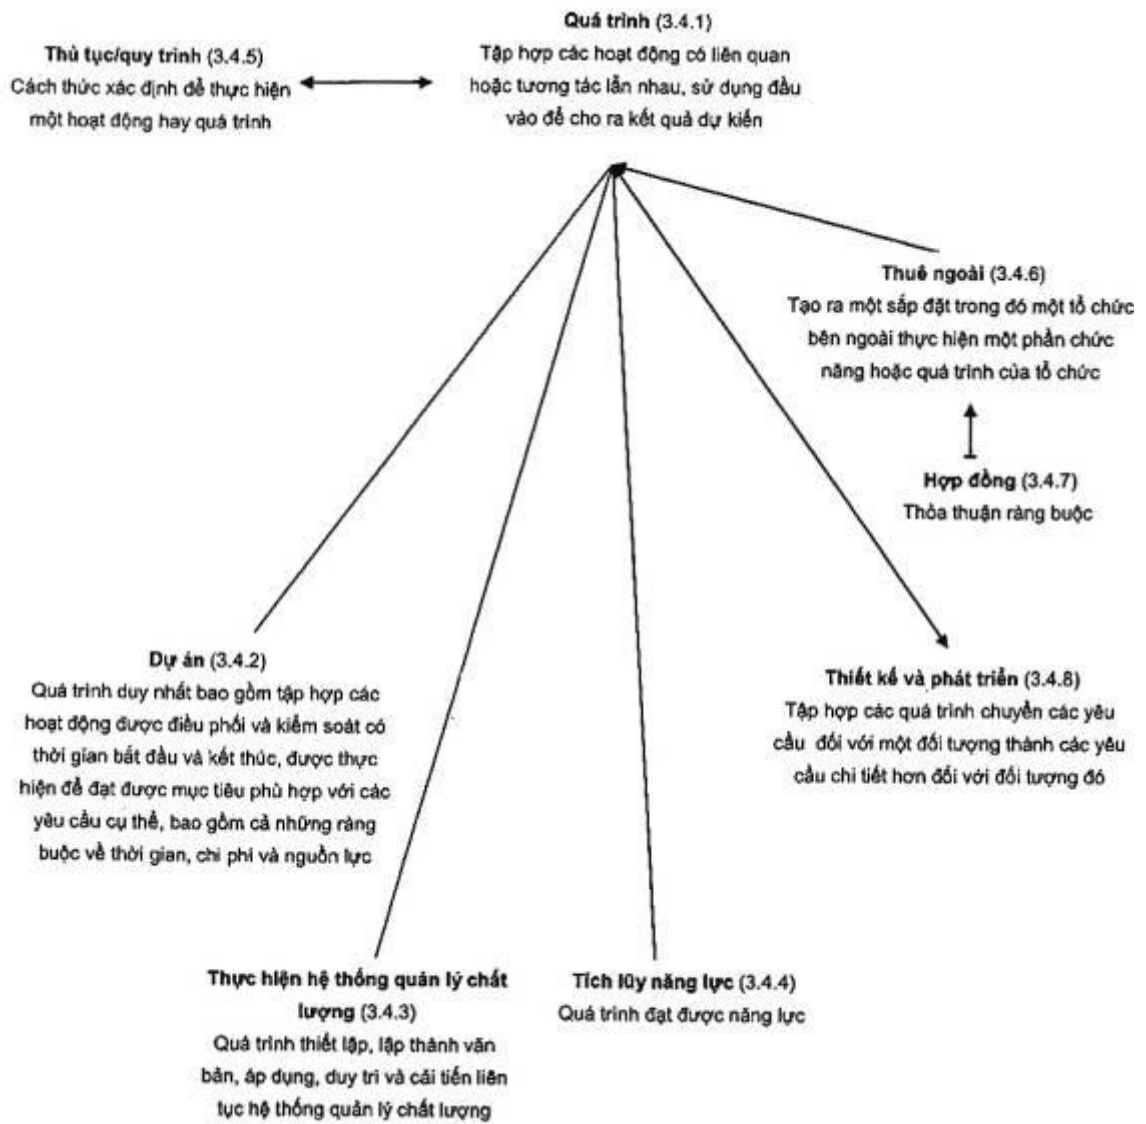 Quá trình (3.4.1)
Tập hợp các hoạt động có liên quan
hoặc tương tác lẫn nhau, sử dụng đầu
vào để cho ra kết quả dự kiến
Thủ tục/quy trình (3.4.5)
Cách thức xác định để thực hiện
một hoạt động hay quá trình
Thuê ngoài (3.4.6)
Tạo ra một sắp đặt trong đó một tổ chức
bên ngoài thực hiện một phần chức
năng hoặc quá trình của tổ chức
Hợp đồng (3.4.7)
Thỏa thuận ràng buộc
Dự án (3.4.2)
Quá trình duy nhất bao gồm tập hợp các
hoạt động được điều phối và kiểm soát có
thời gian bắt đầu và kết thúc, được thực
hiện để đạt được mục tiêu phù hợp với các
yêu cầu cụ thể, bao gồm cả những ràng
buộc về thời gian, chi phí và nguồn lực
Thiết kế và phát triển (3.4.8)
Tập hợp các quá trình chuyển các yêu
cầu đối với một đối tượng thành các yêu
cầu chi tiết hơn đối với đối tượng đó
Thực hiện hệ thống quản lý chất
lượng (3.4.3)
Quá trình thiết lập, lập thành văn
bản, áp dụng, duy trì và cải tiến liên
tục hệ thống quản lý chất lượng
Tích lũy năng lực (3.4.4)
Quá trình đạt được năng lực